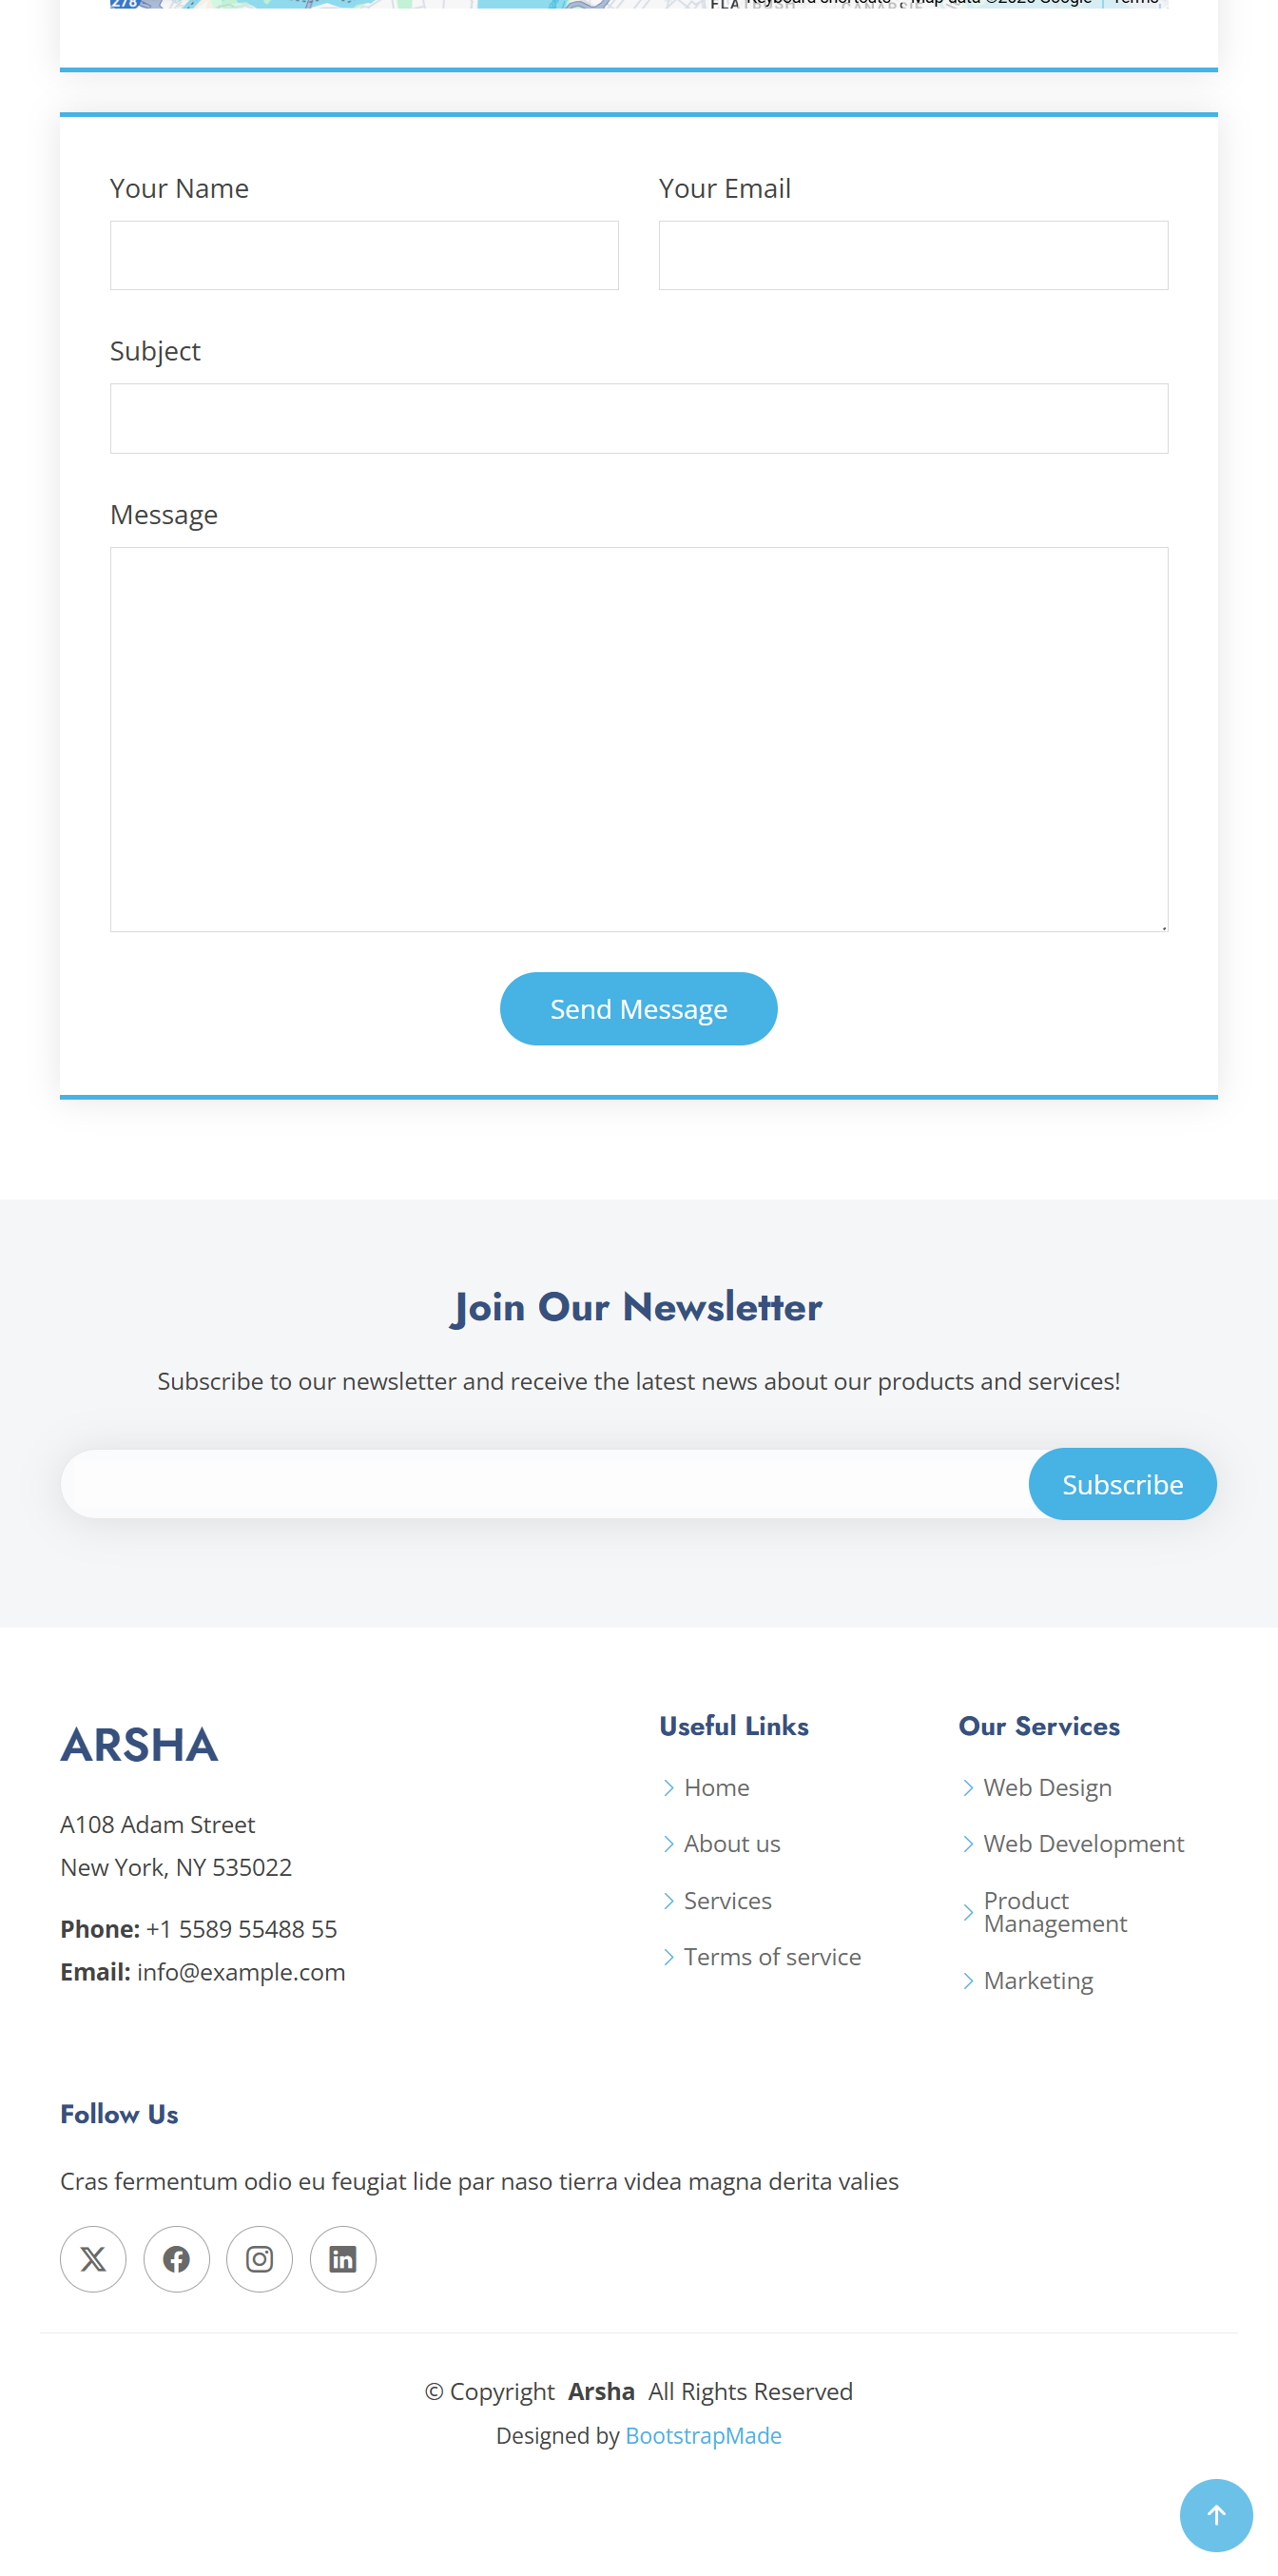 278
Your Name
Your Email
Subject
Message
Send Message
Join Our Newsletter
Subscribe to our newsletter and receive the latest news about our products and services!
Subscribe
ARSHA
A108 Adam Street
New York, NY 535022
Phone: +1 5589 55488 55
Email: info@example.com
Useful Links
Home
About us
Services
Terms of service
Our Services
Web Design
Web Development
Product
Management
Marketing
Follow Us
Cras fermentum odio eu feugiat lide par naso tierra videa magna derita valies
© Copyright Arsha All Rights Reserved
Designed by BootstrapMade